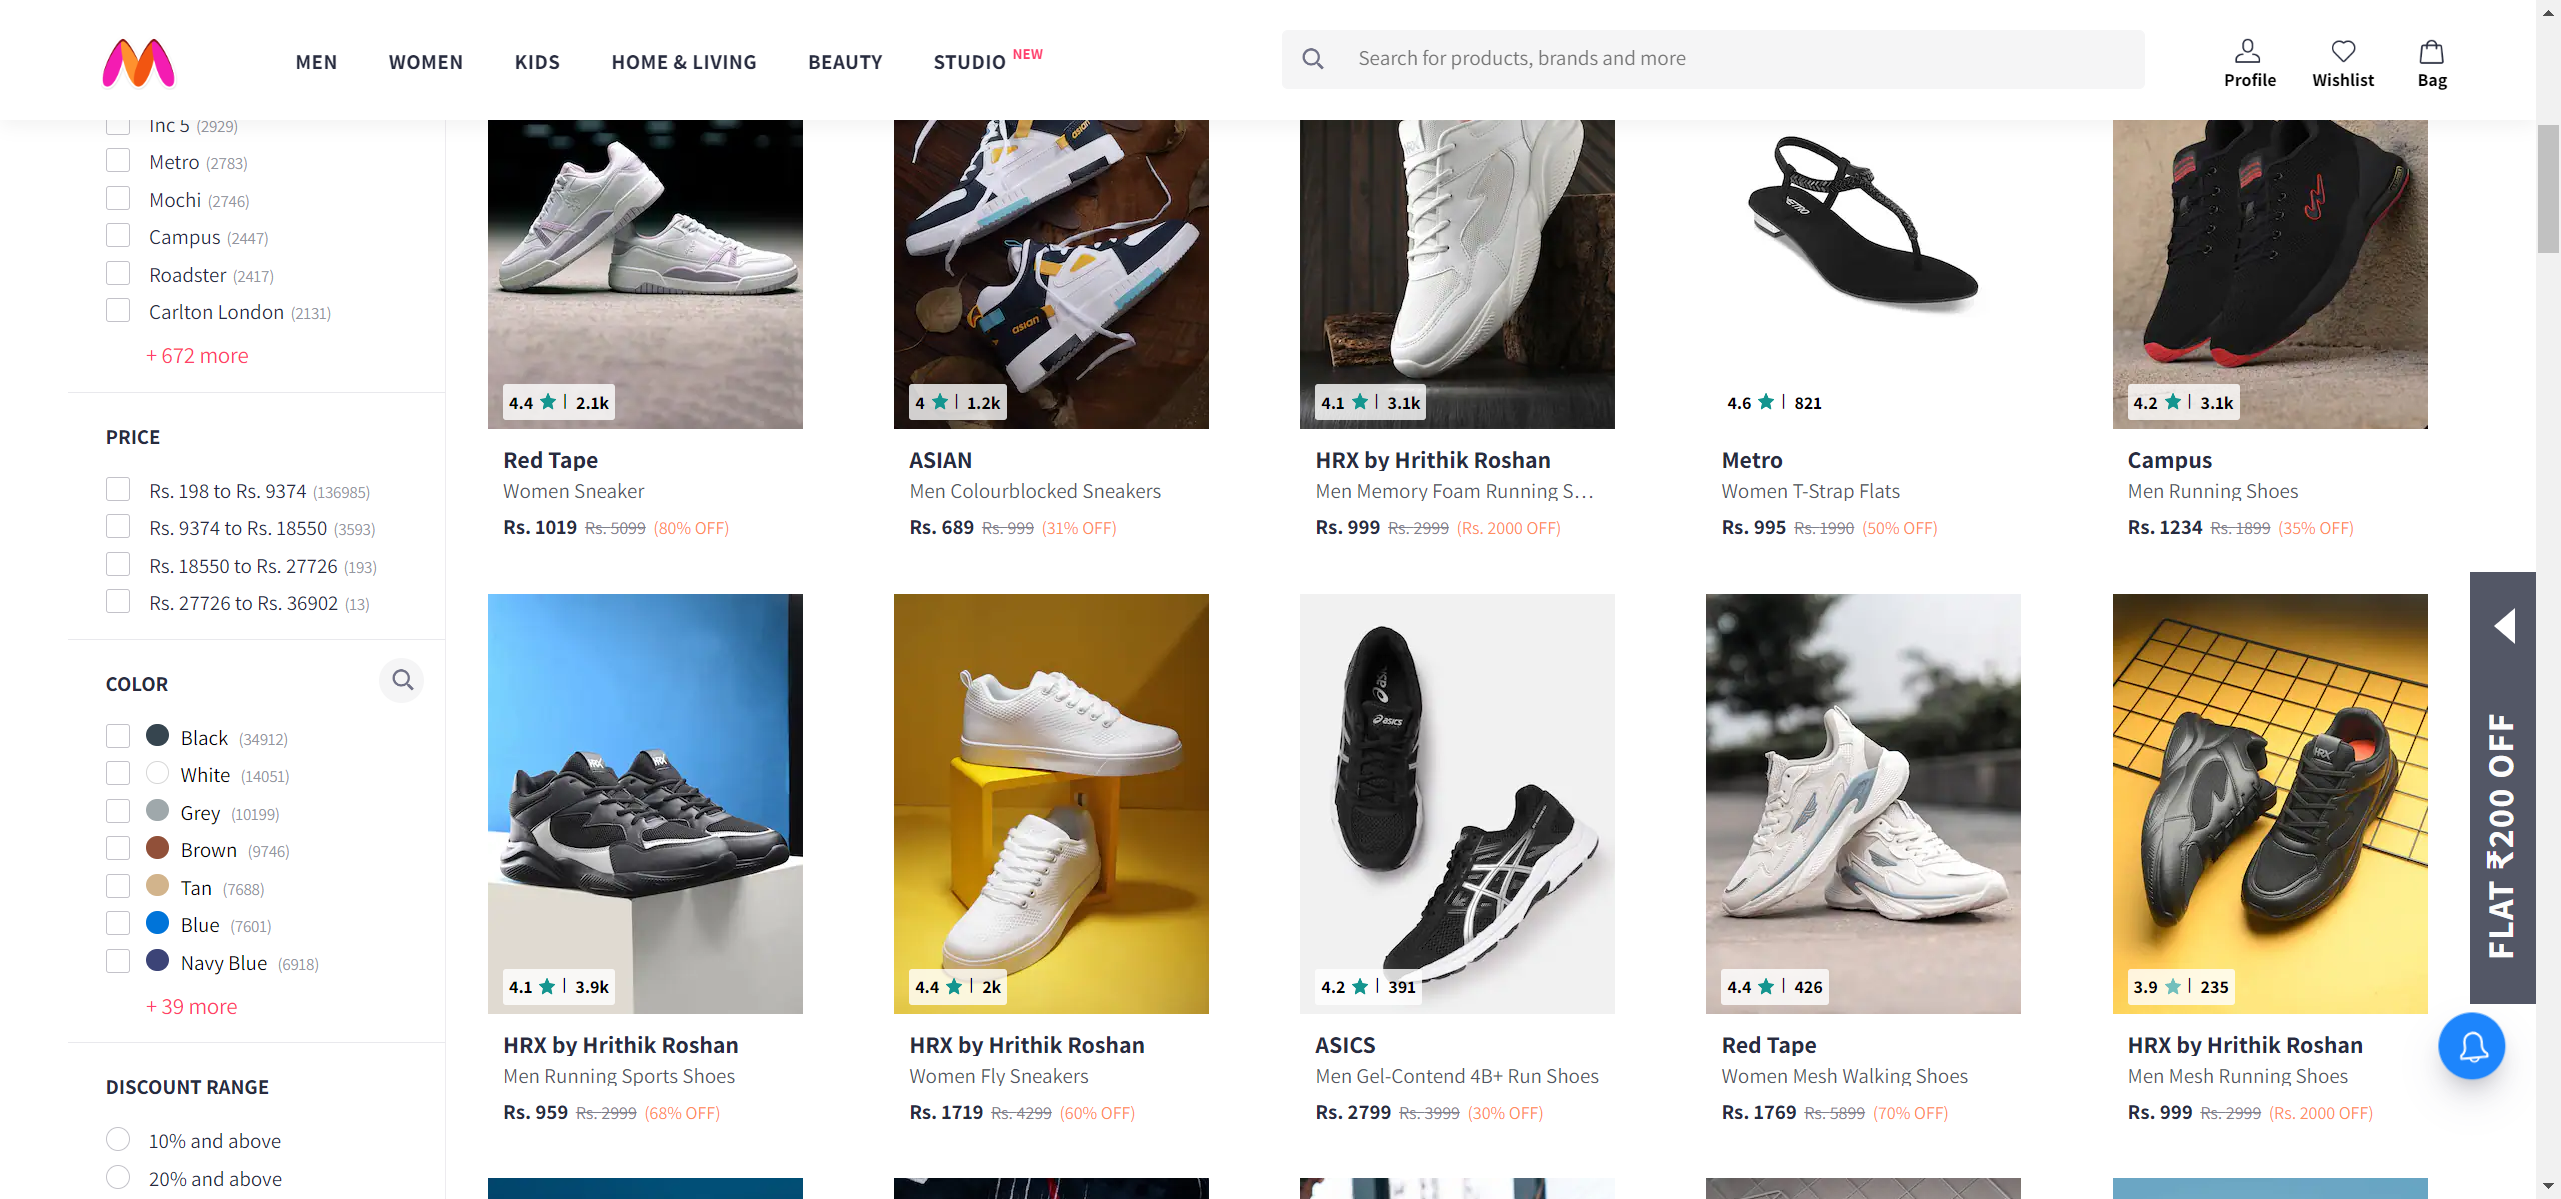 MEN
WOMEN
KIDS
HOME & LIVING
BEAUTY
STUDIO NEW
Search for products, brands and more
Profile
Wishlist
Bag
Inc 5 (2929)
Metro (2783)
Mochi (2746)
Campus (2447)
Roadster (2417)
Carlton London (2131)
+ 672 more
PRICE
Rs. 198 to Rs. 9374 (136985)
Rs. 9374 to Rs. 18550 (3593)
Rs. 18550 to Rs. 27726 (193)
Rs. 27726 to Rs. 36902 (13)
COLOR
Black (34912)
White (14051)
Grey (10199)
Brown (9746)
Tan (7688)
Blue (7601)
Navy Blue (6918)
+ 39 more
DISCOUNT RANGE
10% and above
20% and above
4.4 | 2.1k
Red Tape
Women Sneaker
Rs. 1019 Rs. 5099 (80% OFF)
asian
asian
4 | 1.2k
ASIAN
Men Colourblocked Sneakers
Rs. 689 Rs. 999 (31% OFF)
HRX
4.1 | 3.1k
HRX by Hrithik Roshan
Men Memory Foam Running S...
Rs. 999 Rs. 2999 (Rs. 2000 OFF)
METRO
4.6 | 821
Metro
Women T-Strap Flats
Rs. 995 Rs. 1990 (50% OFF)
4.2 | 3.1k
Campus
Men Running Shoes
Rs. 1234 Rs. 1899 (35% OFF)
HRX
HRX
4.1 | 3.9k
HRX by Hrithik Roshan
Men Running Sports Shoes
Rs. 959 Rs. 2999 (68% OFF)
4.4 | 2k
HRX by Hrithik Roshan
Women Fly Sneakers
Rs. 1719 Rs. 4299 (60% OFF)
asics
4.2 | 391
ASICS
Men Gel-Contend 4B+ Run Shoes
Rs. 2799 Rs. 3999 (30% OFF)
4.4 | 426
Red Tape
Women Mesh Walking Shoes
Rs. 1769 Rs. 5899 (70% OFF)
HRX
3.9 | 235
HRX by Hrithik Roshan
Men Mesh Running Shoes
Rs. 999 Rs. 2999 (Rs. 2000 OFF)
FLAT ₹200 OFF